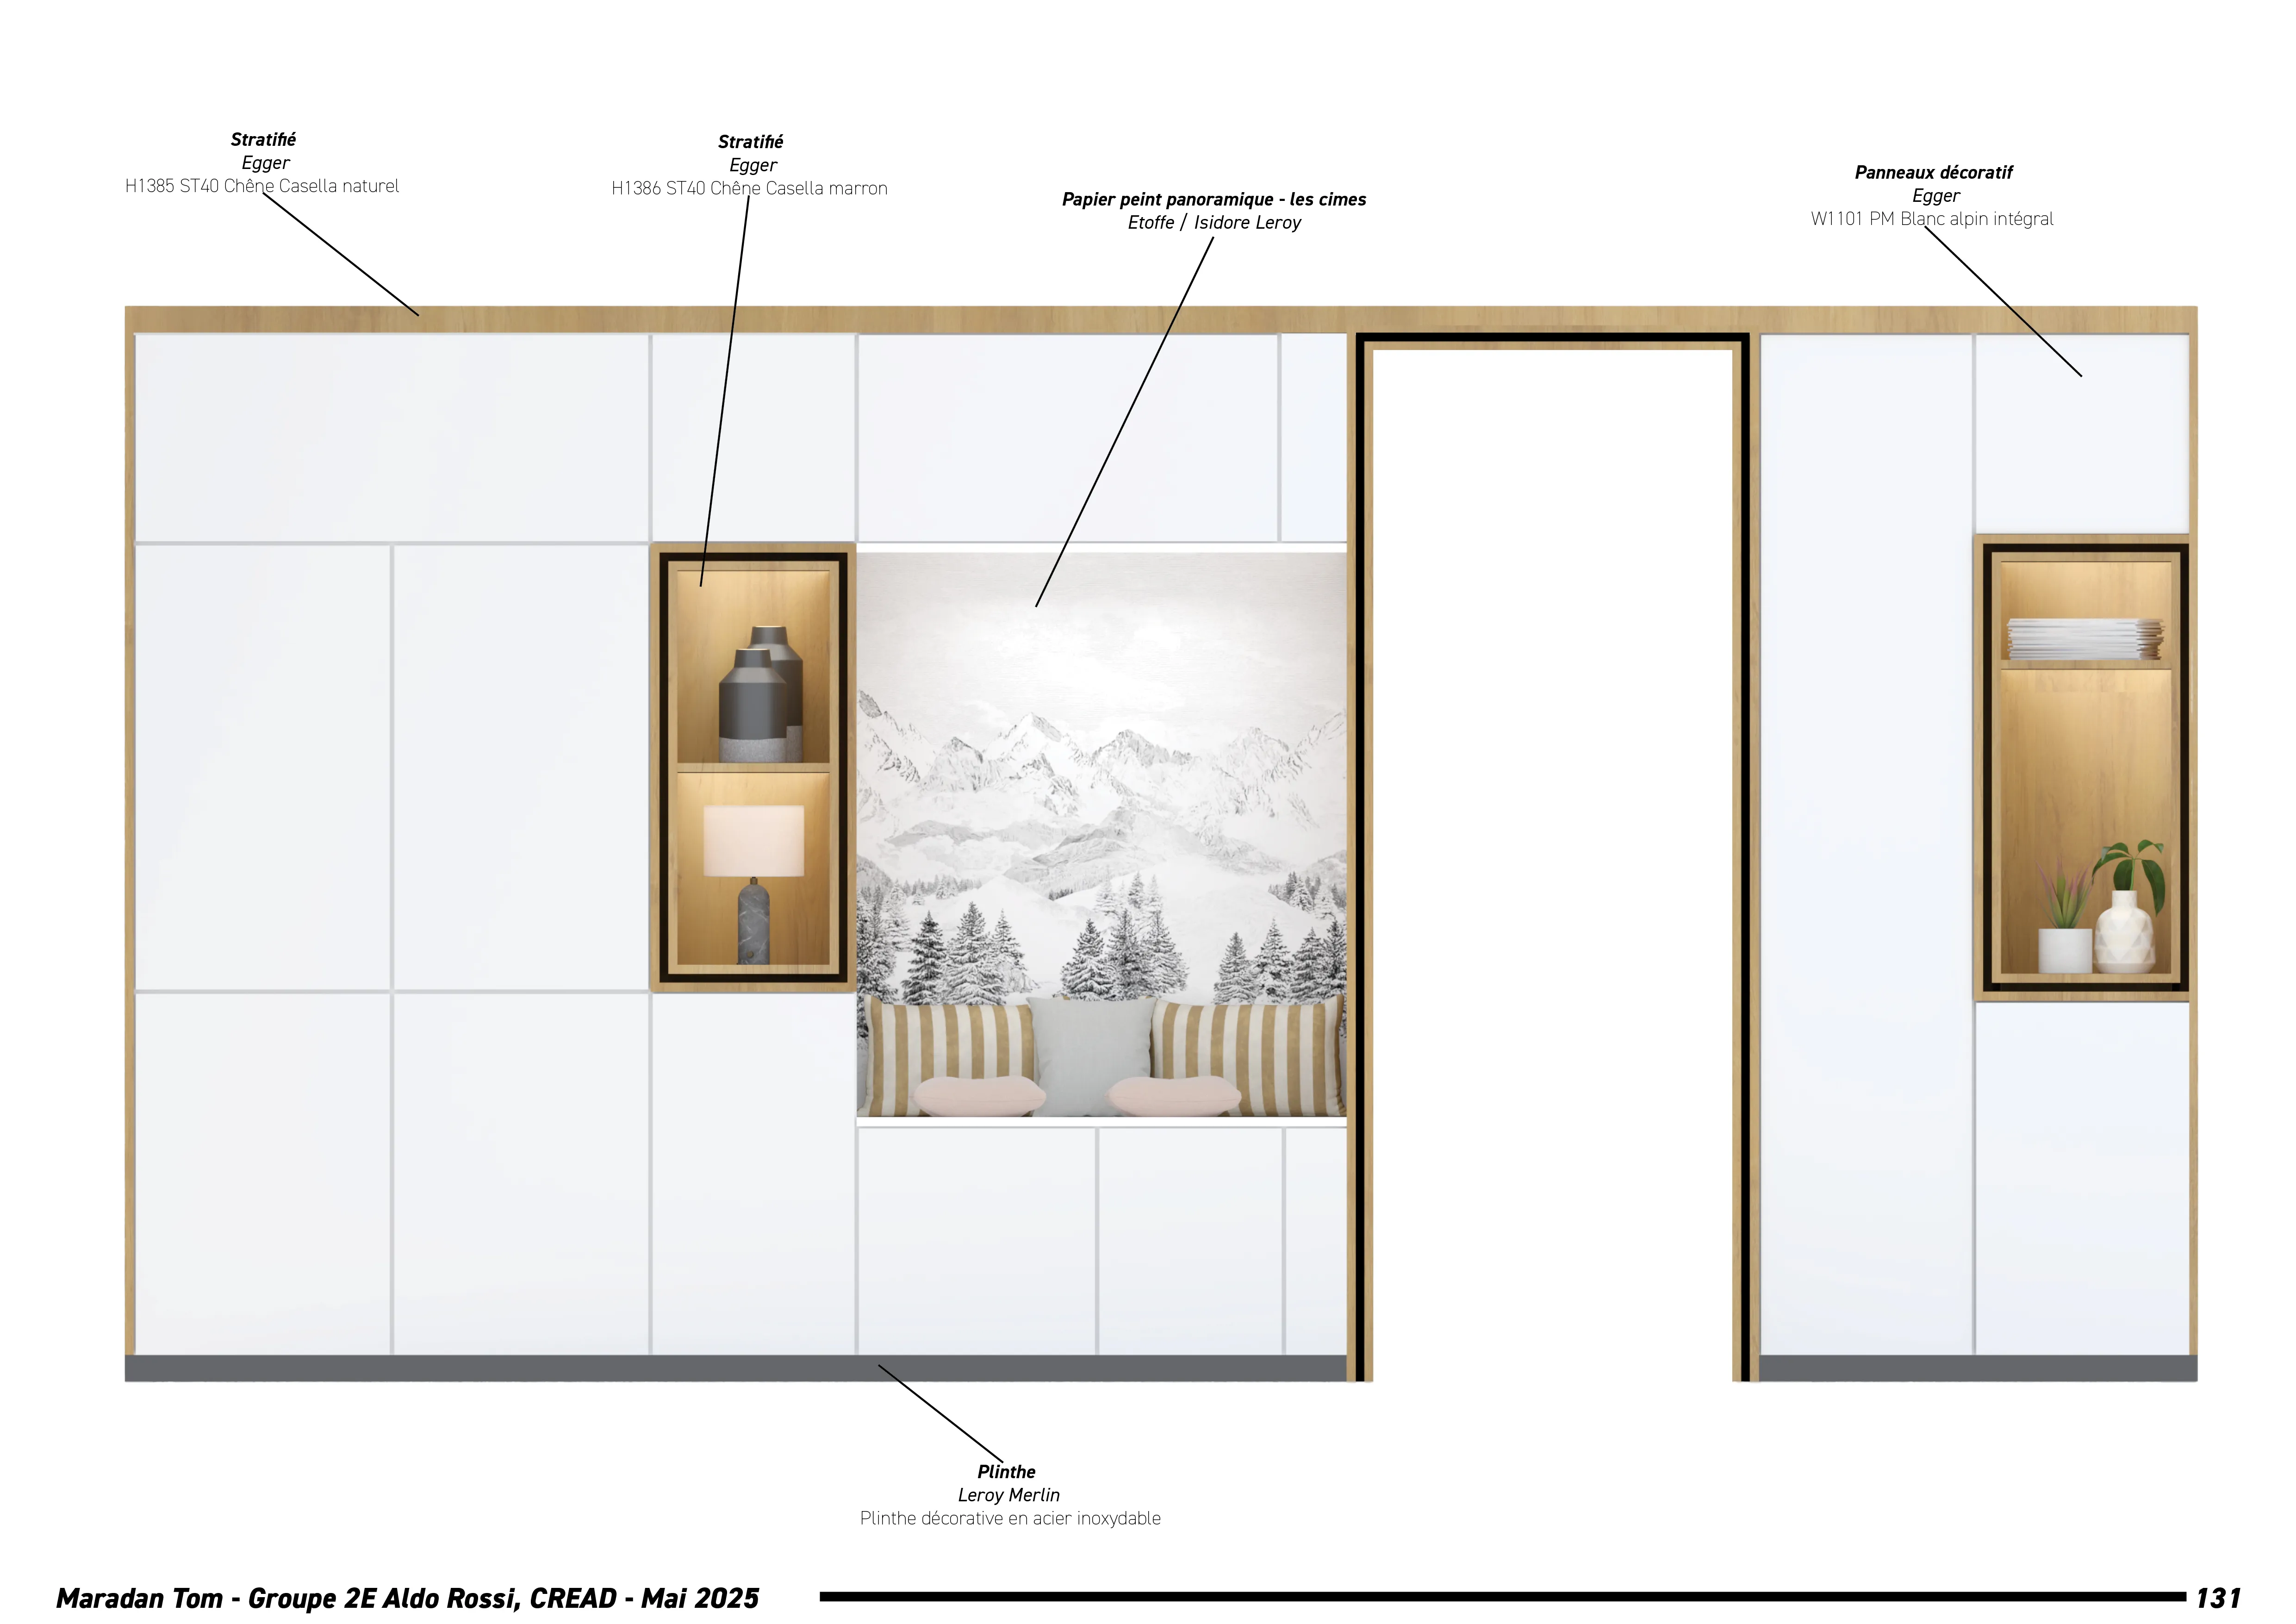 Stratifié
Egger
H1385 ST40 Chêne Casella naturel
Stratifié
Egger
H1386 ST40 Chêne Casella marron
Papier peint panoramique - les cimes
Etoffe / Isidore Leroy
Panneaux décoratif
Egger
W1101 PM Blanc alpin intégral
Plinthe
Leroy Merlin
Plinthe décorative en acier inoxydable
Maradan Tom - Groupe 2E Aldo Rossi, CREAD - Mai 2025
131